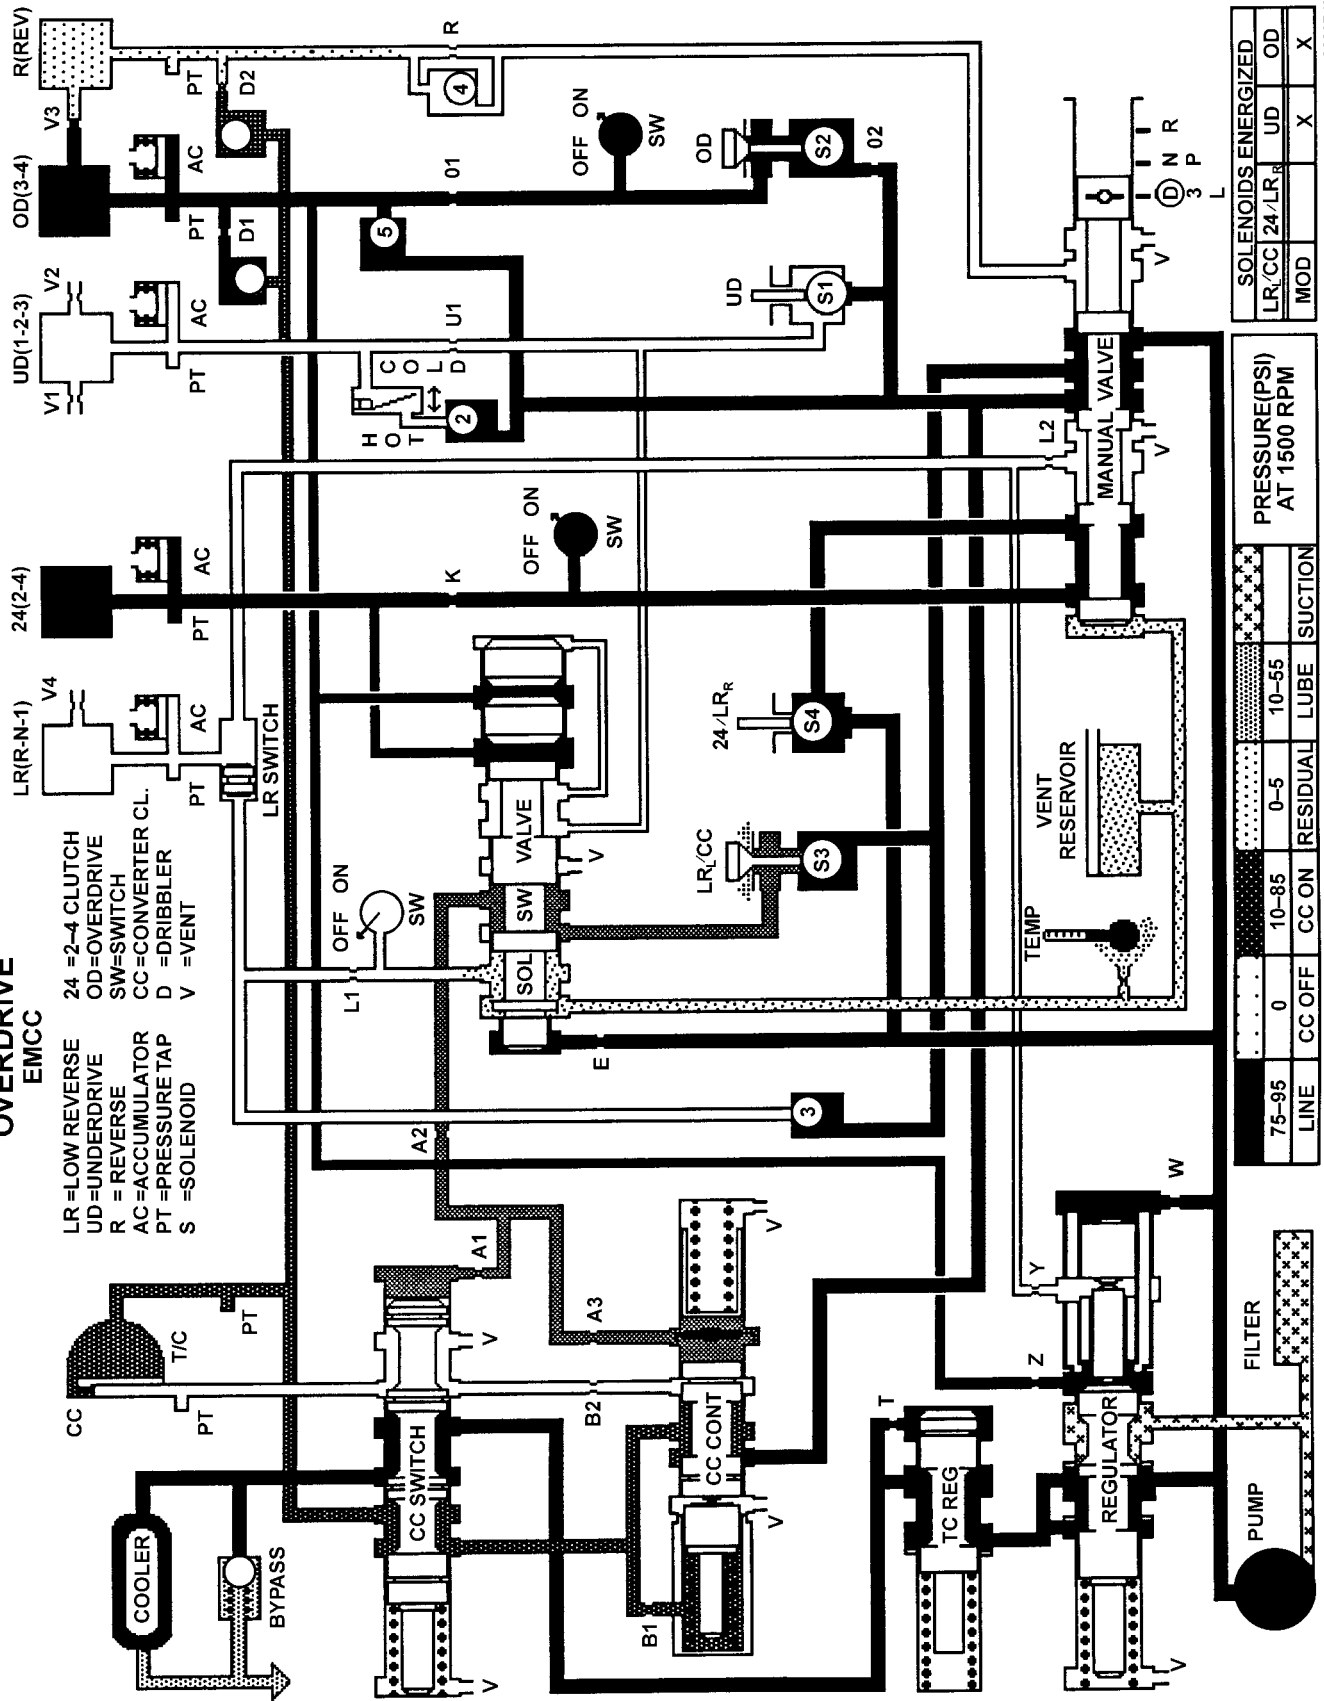 OVERDRIVE
EMCC
LR =LOW REVERSE
UD =UNDERDRIVE
R = REVERSE
AC =ACCUMULATOR
PT =PRESSURE TAP
S =SOLENOID
24 =2–4 CLUTCH
OD=OVERDRIVE
SW=SWITCH
CC =CONVERTER CL.
D =DRIBBLER
V =VENT
LR(R-N-1)
24(2-4)
UD(1-2-3)
OD(3-4)
R(REV)
V4
V1
V2
V3
PT
AC
PT
AC
PT
AC
PT
AC
PT
D1
D2
LR SWITCH
K
U1
01
R
4
5
COLD
HOT
2
OFF ON
SW
OFF ON
SW
OFF ON
SW
L1
CC
T/C
PT
PT
COOLER
BYPASS
CC SWITCH
V
V
A1
A2
A3
B2
B1
CC CONT
V
V
SOL SW VALVE
V
E
3
LRL/CC
S3
24/LRR
S4
UD
S1
OD
S2
02
T
TC REG
Z
Y
W
REGULATOR
V
PUMP
FILTER
TEMP
VENT
RESERVOIR
L2
MANUAL VALVE
V
V
R
N P
D 3
L
75–95
LINE
0
CC OFF
10–85
CC ON
0–5
RESIDUAL
10–55
LUBE
SUCTION
PRESSURE(PSI)
AT 1500 RPM
SOLENOIDS ENERGIZED
LRL/CC 24/LRR UD OD
MOD X X